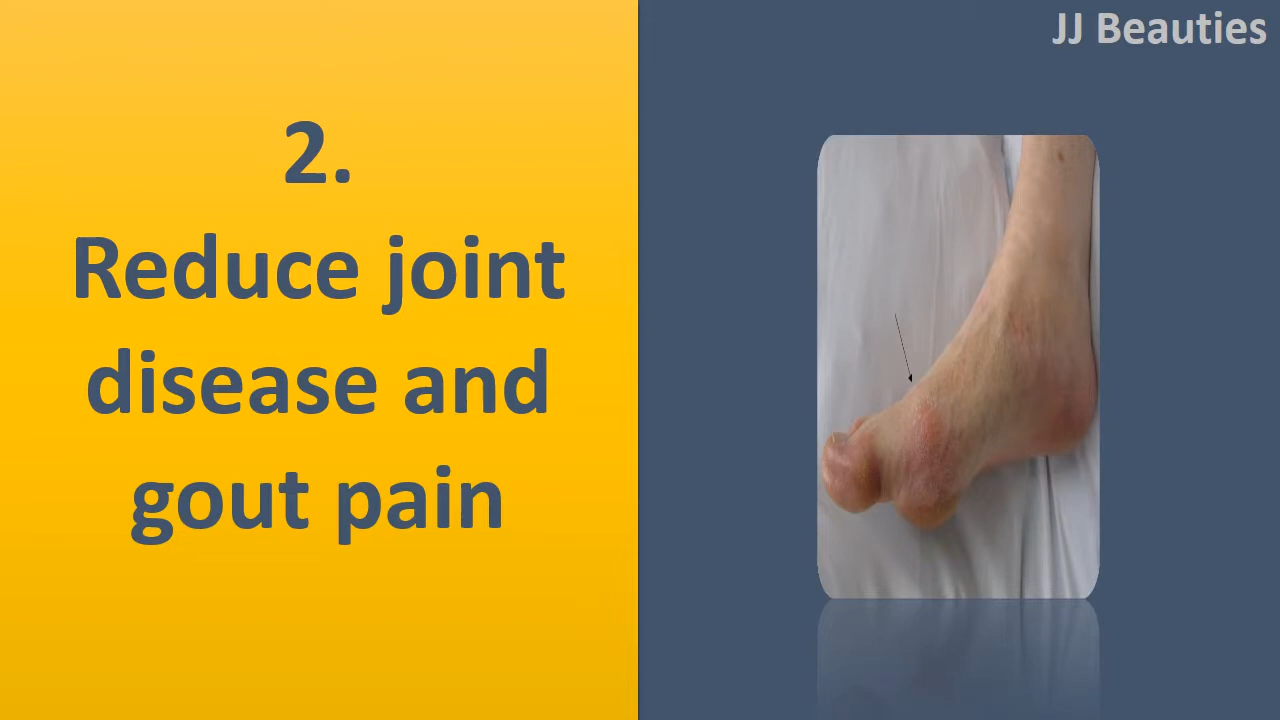 JJ Beauties
2.
Reduce joint
disease and
gout pain